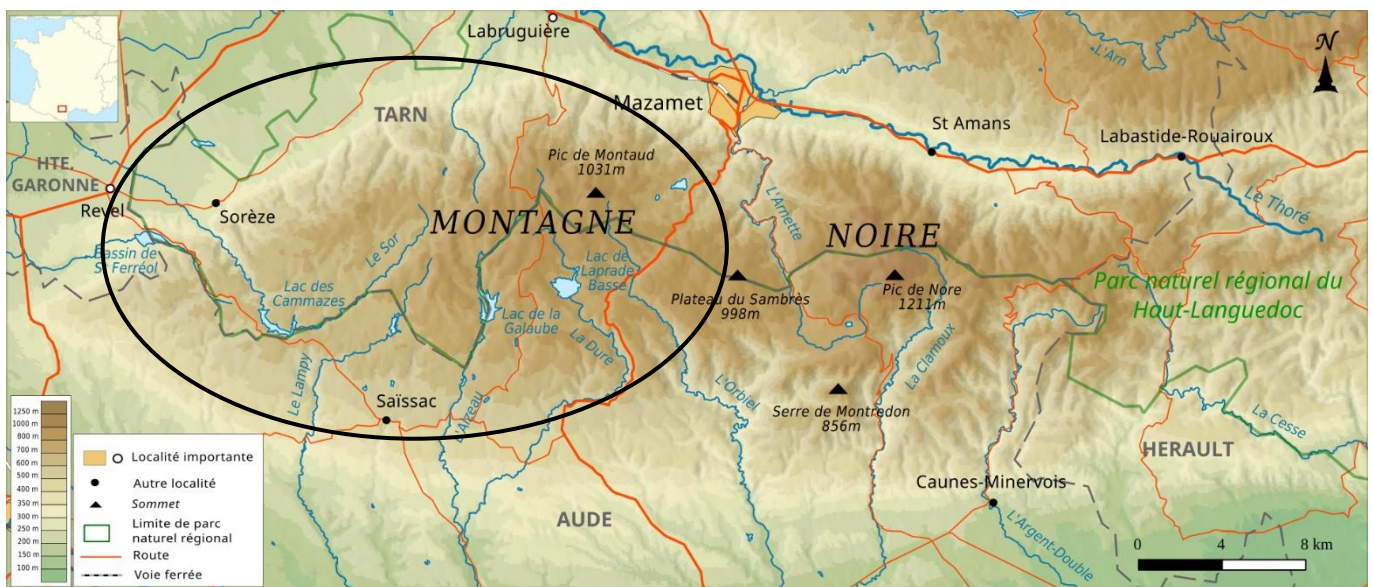 Labruguière
L'Arn
N
Mazamet
TARN
St Amans
Labastide-Rouairoux
HTE.
GARONNE
Pic de Montaud
1031m
Revel
Sorèze
L'Arnette
Le Thoré
MONTAGNE
NOIRE
Bassin de
St Ferréol
Le Sor
Lac de
Laprade
Basse
Lac des
Cammazes
Plateau du Sambrès
998m
Pic de Nore
1211m
Parc naturel régional du
Haut-Languedoc
Lac de la
Galaube
La Dure
Le Lampy
L'Alzeau
L'Orbiel
La Clamoux
Saïssac
Serre de Montredon
856m
La Cesse
HERAULT
Caunes-Minervois
L'Argent-Double
AUDE
1250 m
1000 m
800 m
700 m
600 m
500 m
400 m
350 m
300 m
250 m
200 m
150 m
100 m
Localité importante
Autre localité
Sommet
Limite de parc
naturel régional
Route
Voie ferrée
0 4 8 km